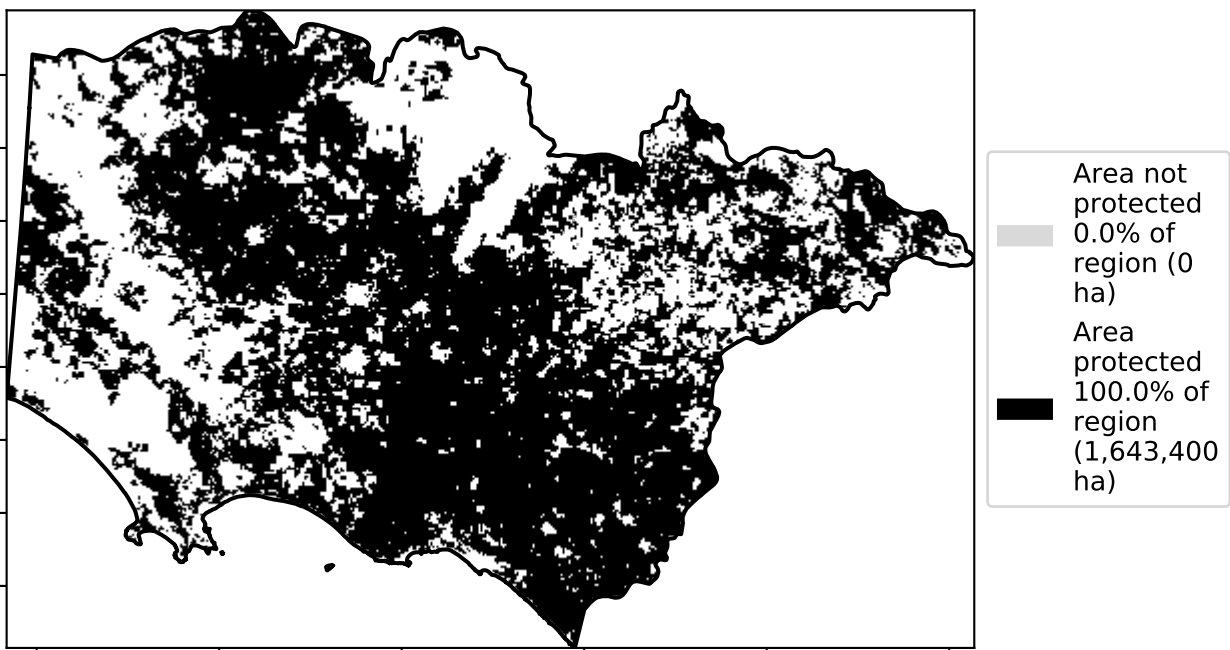 Area not
protected
0.0% of
region (0
ha)
Area
protected
100.0% of
region
(1,643,400
ha)